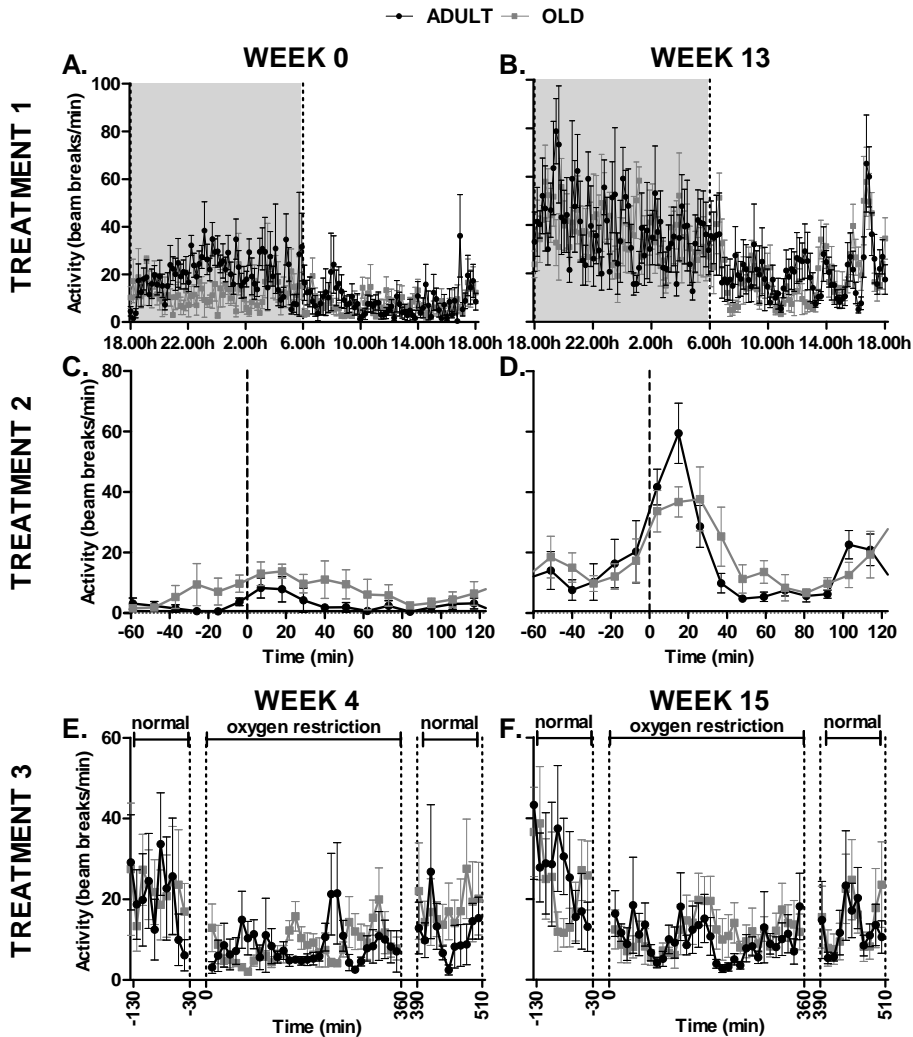 ADULT OLD
WEEK 0 WEEK 13
A. B.
TREATMENT 1
Activity (beam breaks/min)
100
80
60
40
20
0
18.00h 22.00h 2.00h 6.00h 10.00h 14.00h 18.00h
18.00h 22.00h 2.00h 6.00h 10.00h 14.00h 18.00h
C. D.
TREATMENT 2
Activity (beam breaks/min)
80
60
40
20
0
-60 -40 -20 0 20 40 60 80 100 120
-60 -40 -20 0 20 40 60 80 100 120
Time (min) Time (min)
WEEK 4 WEEK 15
E. normal oxygen restriction normal
F. normal oxygen restriction normal
TREATMENT 3
Activity (beam breaks/min)
60
40
20
0
-130 -30 0 360 390 510
-130 -30 0 360 390 510
Time (min) Time (min)